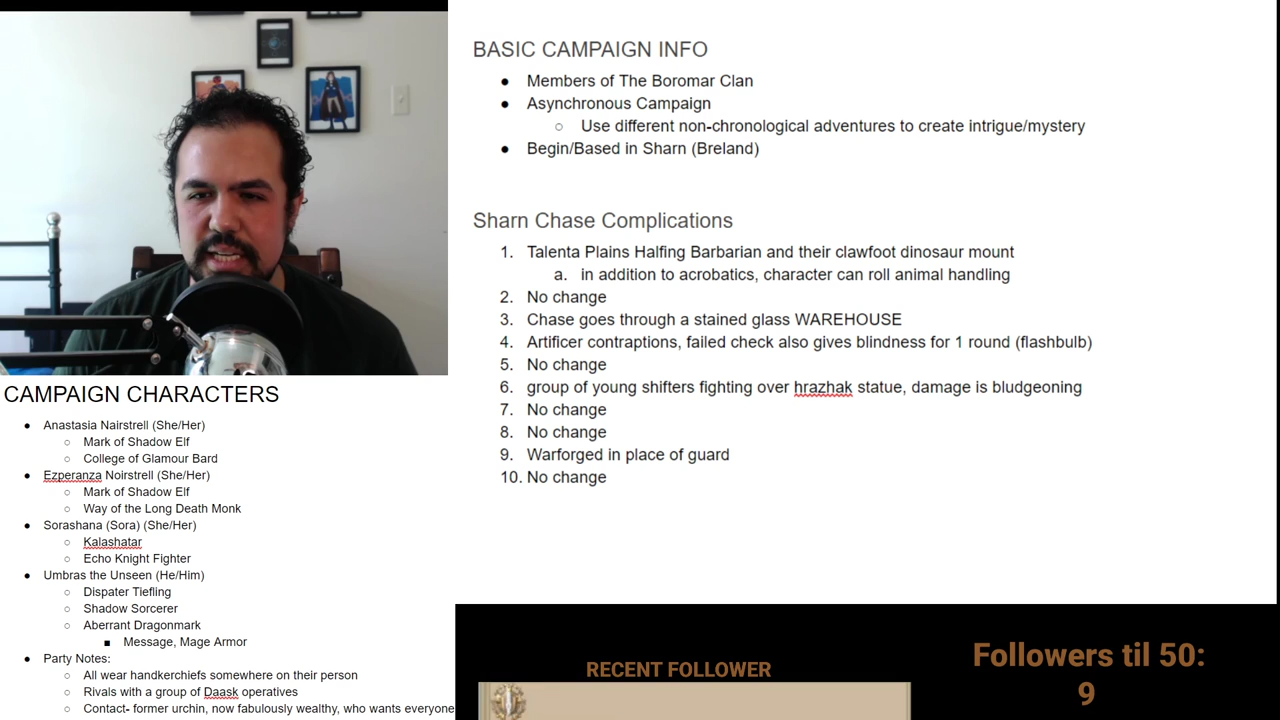 BASIC CAMPAIGN INFO
● Members of The Boromar Clan
● Asynchronous Campaign
○ Use different non-chronological adventures to create intrigue/mystery
● Begin/Based in Sharn (Breland)
Sharn Chase Complications
1. Talenta Plains Halfing Barbarian and their clawfoot dinosaur mount
a. in addition to acrobatics, character can roll animal handling
2. No change
3. Chase goes through a stained glass WAREHOUSE
4. Artificer contraptions, failed check also gives blindness for 1 round (flashbulb)
5. No change
6. group of young shifters fighting over hrazhak statue, damage is bludgeoning
7. No change
8. No change
9. Warforged in place of guard
10. No change
CAMPAIGN CHARACTERS
● Anastasia Nairstrell (She/Her)
○ Mark of Shadow Elf
○ College of Glamour Bard
● Ezperanza Noirstrell (She/Her)
○ Mark of Shadow Elf
○ Way of the Long Death Monk
● Sorashana (Sora) (She/Her)
○ Kalashatar
○ Echo Knight Fighter
● Umbras the Unseen (He/Him)
○ Dispater Tiefling
○ Shadow Sorcerer
○ Aberrant Dragonmark
■ Message, Mage Armor
● Party Notes:
○ All wear handkerchiefs somewhere on their person
○ Rivals with a group of Daask operatives
○ Contact- former urchin, now fabulously wealthy, who wants everyone
RECENT FOLLOWER
Followers til 50:
9